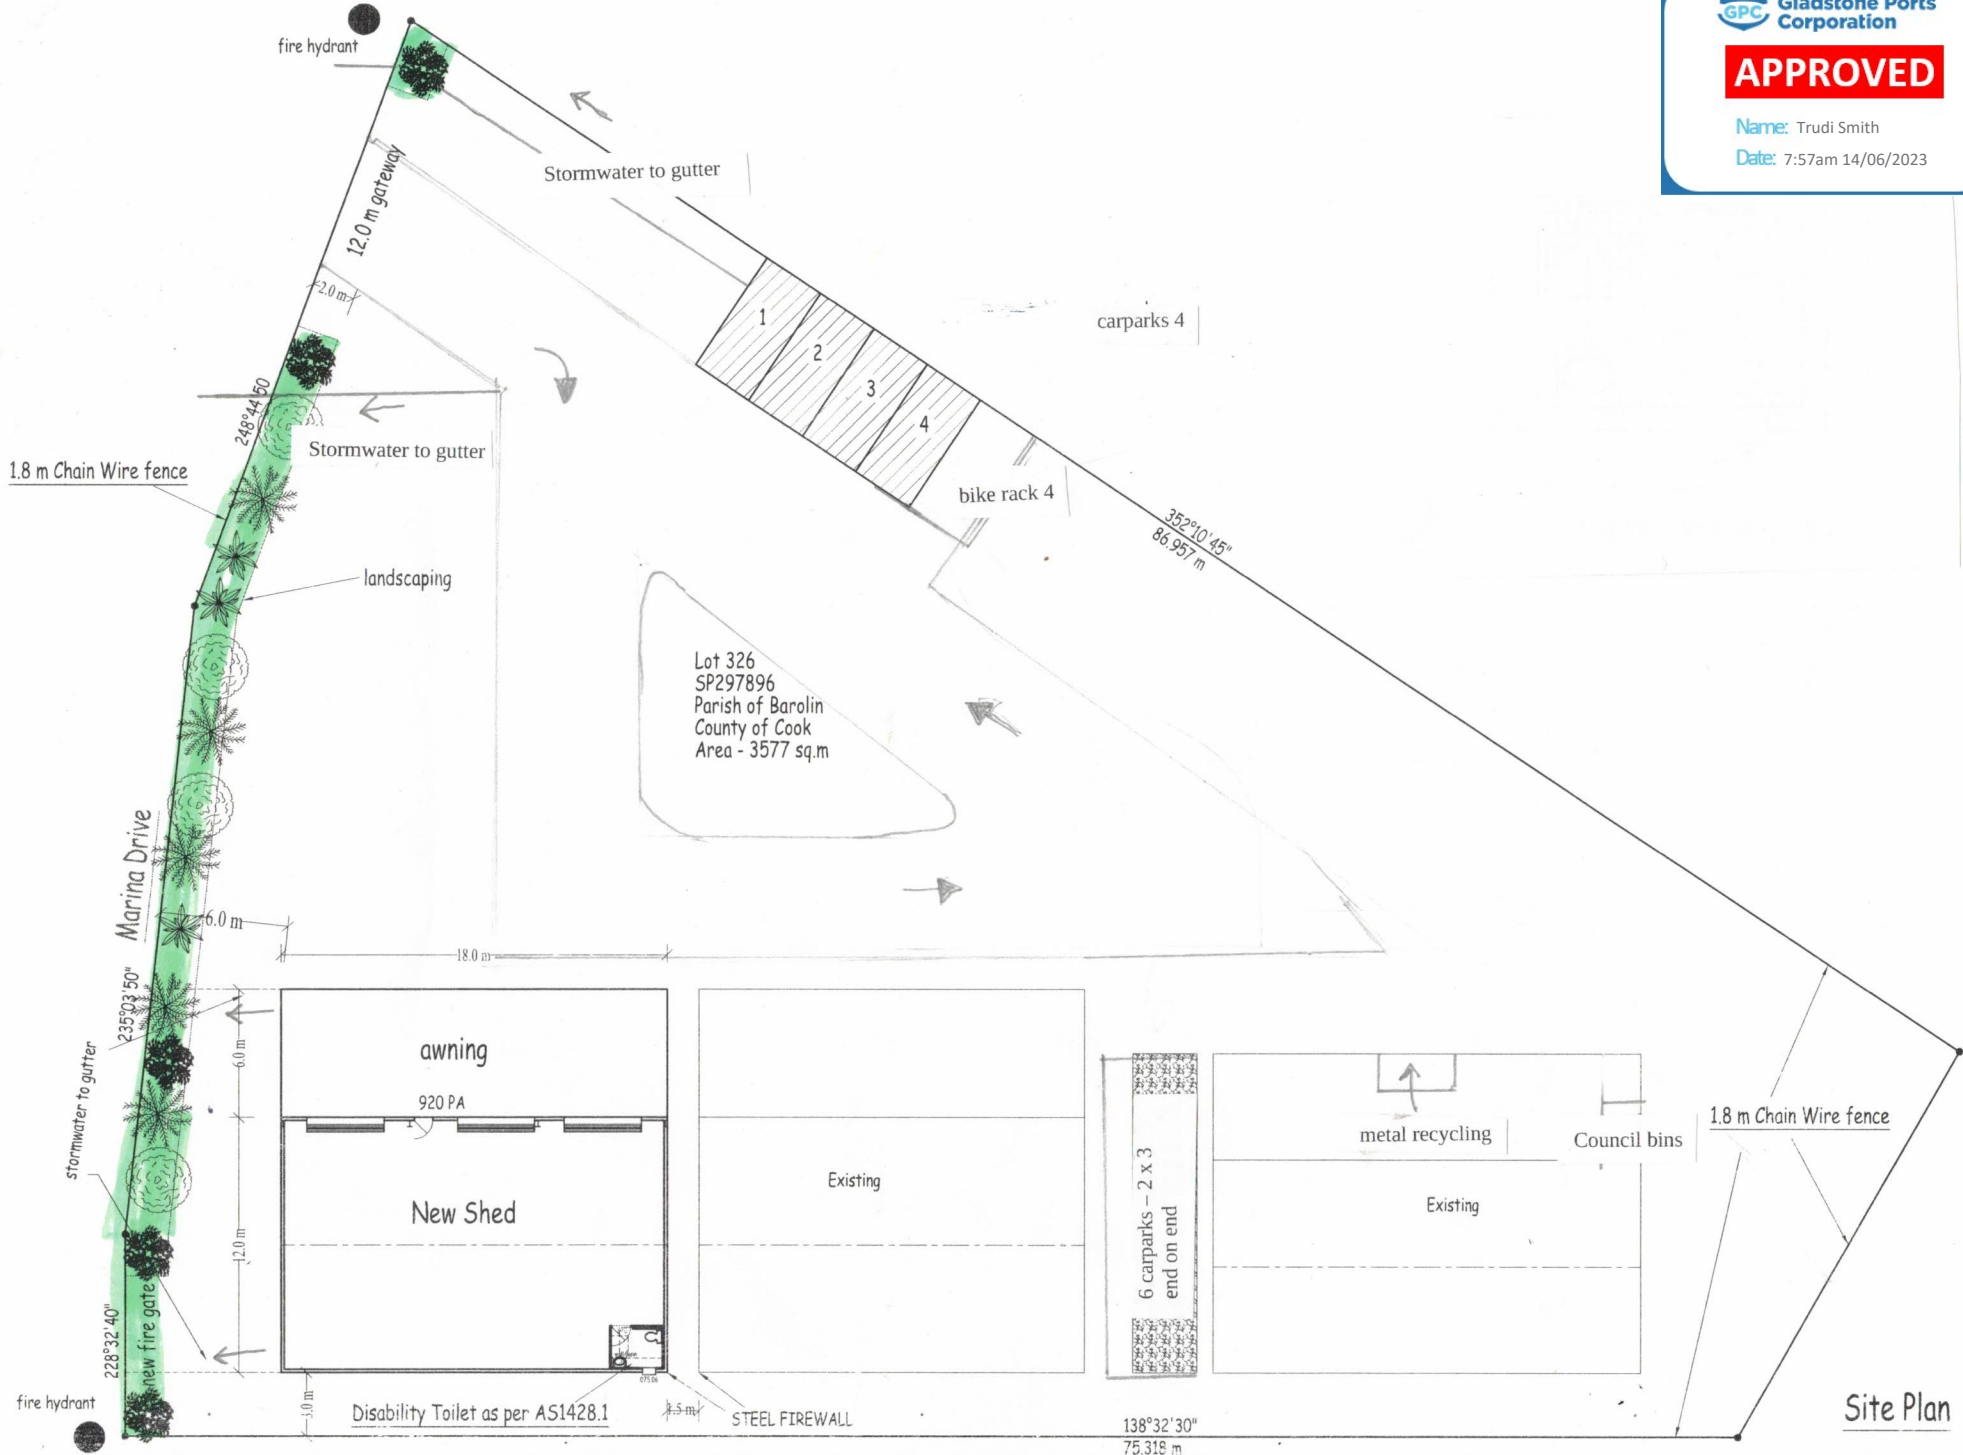 GPC
Gladstone Ports
Corporation
APPROVED
Name: Trudi Smith
Date: 7:57am 14/06/2023
fire hydrant
Stormwater to gutter
12.0 m gateway
2.0 m
1
2
3
4
carparks 4
248°44'50
Stormwater to gutter
1.8 m Chain Wire fence
bike rack 4
352°10'45"
86.957 m
landscaping
Lot 326
SP297896
Parish of Barolin
County of Cook
Area - 3577 sq.m
Marina Drive
6.0 m
18.0 m
235°03'50"
stormwater to gutter
6.0 m
awning
920 PA
12.0 m
New Shed
Existing
6 carparks – 2 x 3
end on end
metal recycling
Council bins
Existing
1.8 m Chain Wire fence
228°32'40"
new fire gate
fire hydrant
3.0 m
Disability Toilet as per AS1428.1
1.5 m
STEEL FIREWALL
138°32'30"
75.318 m
Site Plan